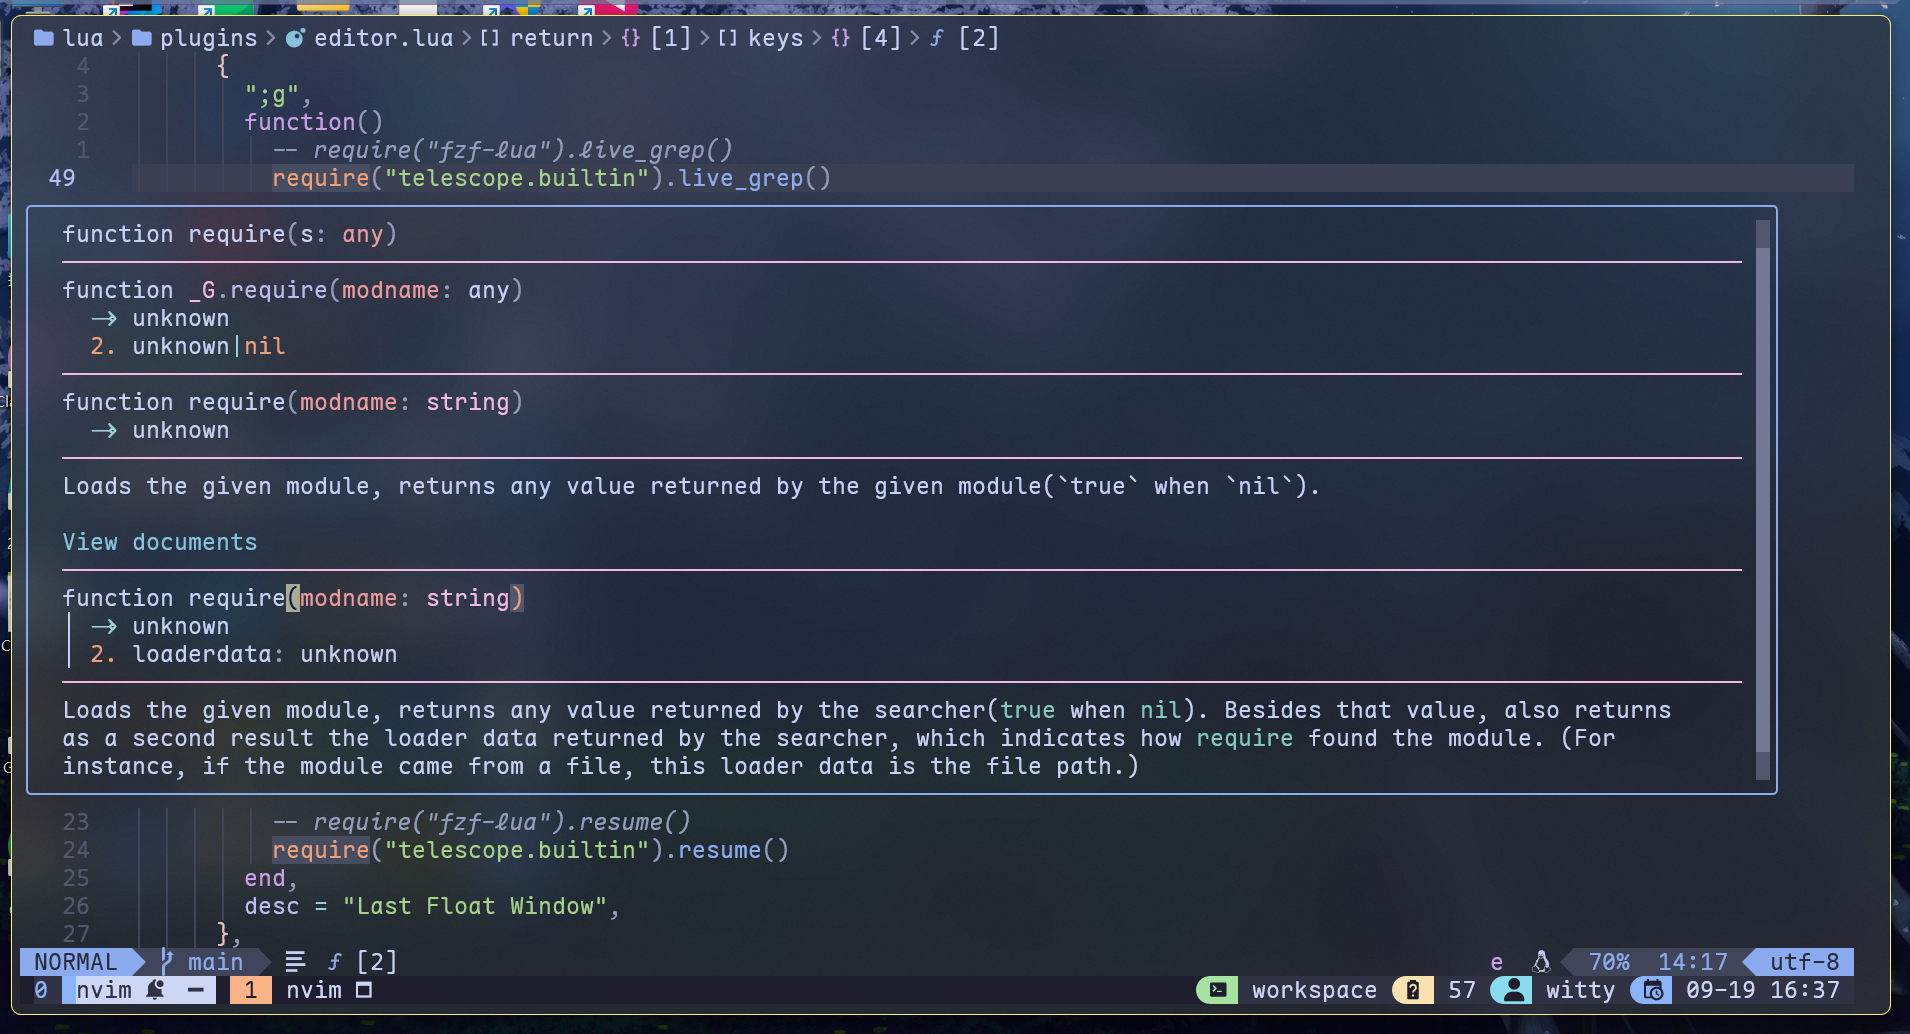 lua > plugins > editor.lua > [] return > {} [1] > [] keys > {} [4] > ƒ [2]
4 {
3 ";g",
2 function()
1 -- require("fzf-lua").live_grep()
49 require("telescope.builtin").live_grep()
function require(s: any)
function _G.require(modname: any)
→ unknown
2. unknown|nil
function require(modname: string)
→ unknown
Loads the given module, returns any value returned by the given module(`true` when `nil`).
View documents
function require(modname: string)
→ unknown
2. loaderdata: unknown
Loads the given module, returns any value returned by the searcher(true when nil). Besides that value, also returns
as a second result the loader data returned by the searcher, which indicates how require found the module. (For
instance, if the module came from a file, this loader data is the file path.)
23 -- require("fzf-lua").resume()
24 require("telescope.builtin").resume()
25 end,
26 desc = "Last Float Window",
27 },
NORMAL main ƒ [2] e 70% 14:17 utf-8
0 nvim 1 nvim workspace 57 witty 09-19 16:37